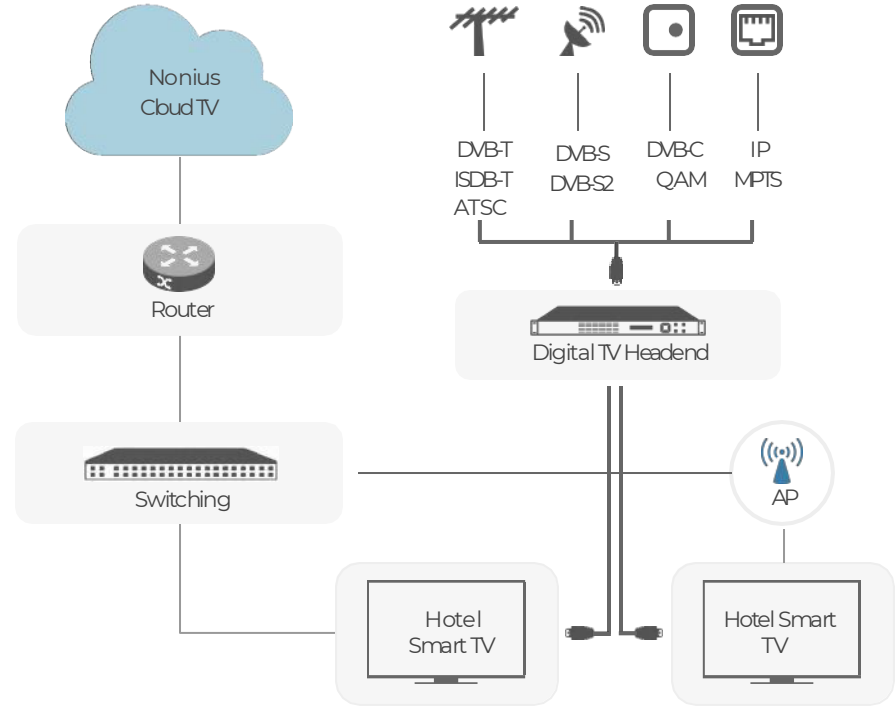 Nonius
Cloud TV
DVB-T
ISDB-T
ATSC
DVB-S
DVB-S2
DVB-C
QAM
IP
MPTS
Router
Digital TV Headend
Switching
AP
Hotel
Smart TV
Hotel Smart
TV